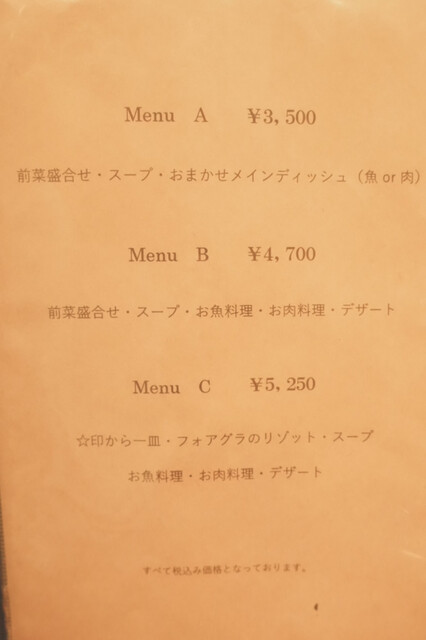 Menu A ¥3,500
前菜盛合せ・スープ・おまかせメインディッシュ（魚or肉）
Menu B ¥4,700
前菜盛合せ・スープ・お魚料理・お肉料理・デザート
Menu C ¥5,250
☆印から一皿・フォアグラのリゾット・スープ
お魚料理・お肉料理・デザート
すべて税込み価格となっております。